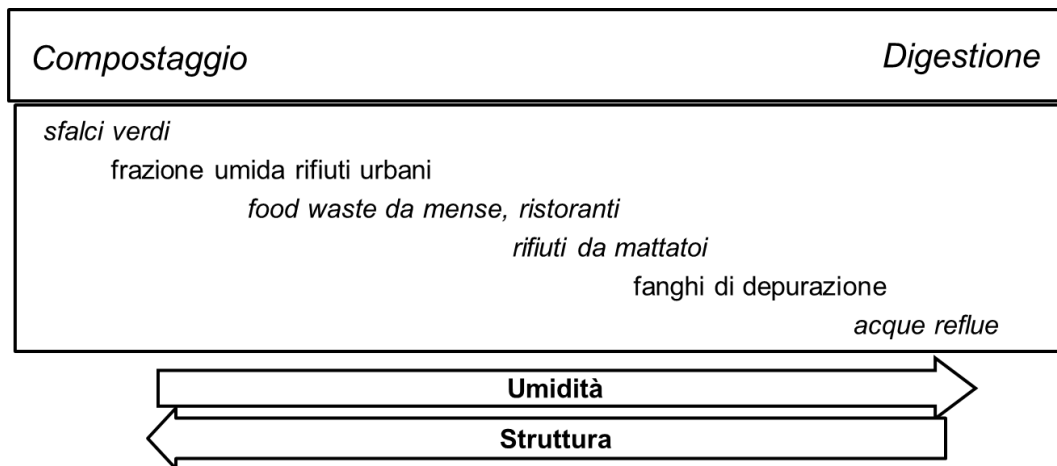 Compostaggio Digestione
sfalci verdi
frazione umida rifiuti urbani
food waste da mense, ristoranti
rifiuti da mattatoi
fanghi di depurazione
acque reflue
Umidità
Struttura